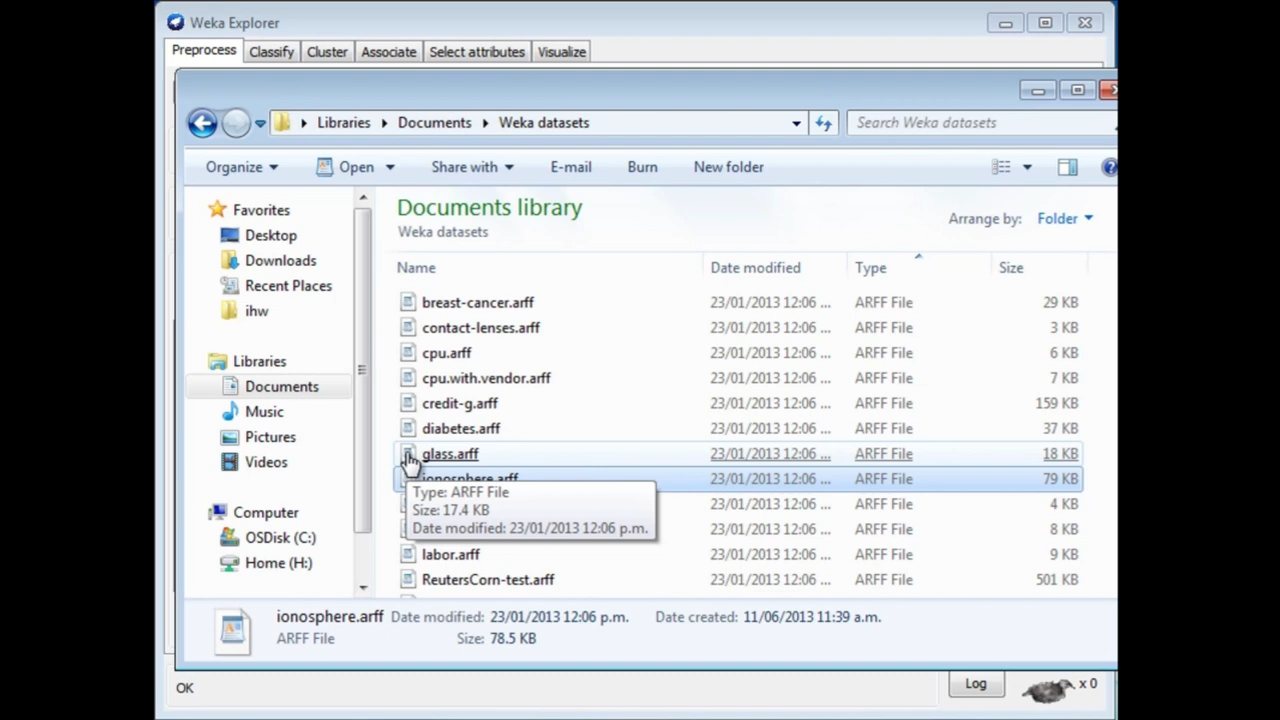 Weka Explorer
Preprocess Classify Cluster Associate Select attributes Visualize
Libraries Documents Weka datasets Search Weka datasets
Organize Open Share with E-mail Burn New folder
Favorites
Desktop
Downloads
Recent Places
ihw
Libraries
Documents
Music
Pictures
Videos
Computer
OSDisk (C:)
Home (H:)
Documents library
Weka datasets
Arrange by: Folder
Name Date modified Type Size
breast-cancer.arff 23/01/2013 12:06 ... ARFF File 29 KB
contact-lenses.arff 23/01/2013 12:06 ... ARFF File 3 KB
cpu.arff 23/01/2013 12:06 ... ARFF File 6 KB
cpu.with.vendor.arff 23/01/2013 12:06 ... ARFF File 7 KB
credit-g.arff 23/01/2013 12:06 ... ARFF File 159 KB
diabetes.arff 23/01/2013 12:06 ... ARFF File 37 KB
glass.arff 23/01/2013 12:06 ... ARFF File 18 KB
ionosphere.arff 23/01/2013 12:06 ... ARFF File 79 KB
23/01/2013 12:06 ... ARFF File 4 KB
23/01/2013 12:06 ... ARFF File 8 KB
labor.arff 23/01/2013 12:06 ... ARFF File 9 KB
ReutersCorn-test.arff 23/01/2013 12:06 ... ARFF File 501 KB
Type: ARFF File
Size: 17.4 KB
Date modified: 23/01/2013 12:06 p.m.
ionosphere.arff Date modified: 23/01/2013 12:06 p.m. Date created: 11/06/2013 11:39 a.m.
ARFF File Size: 78.5 KB
OK Log x 0